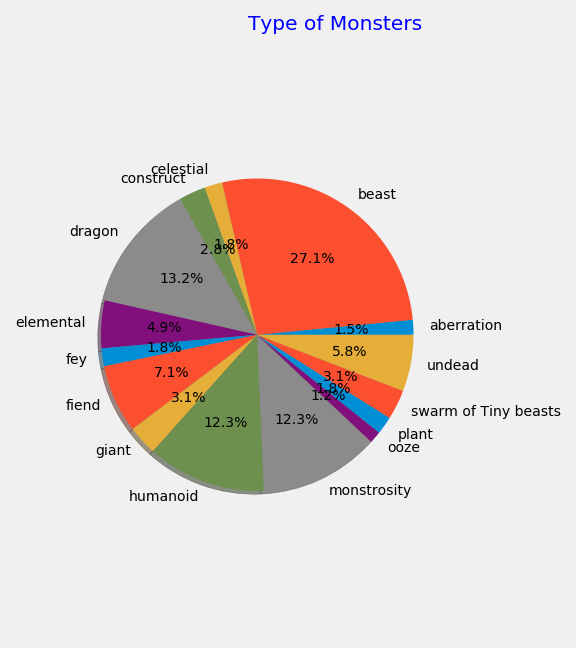 Type of Monsters
celestial
construct
beast
dragon
1.8%
2.8%
27.1%
13.2%
elemental
4.9%
1.5%
aberration
fey
1.8%
5.8%
undead
7.1%
3.1%
fiend
3.1%
1.8%
1.2%
swarm of Tiny beasts
giant
12.3%
12.3%
plant
ooze
humanoid
monstrosity